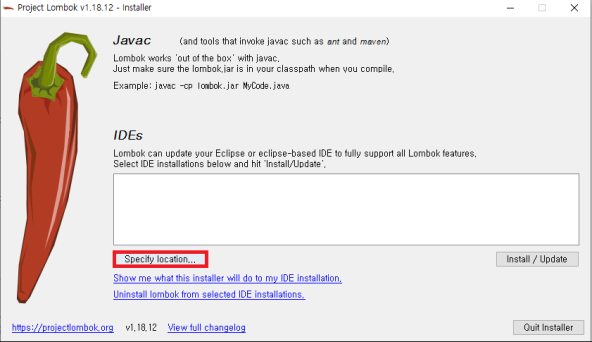 Project Lombok v1.18.12 - Installer
Javac (and tools that invoke javac such as ant and maven)
Lombok works 'out of the box' with javac.
Just make sure the lombok.jar is in your classpath when you compile.
Example: javac -cp lombok.jar MyCode.java
IDEs
Lombok can update your Eclipse or eclipse-based IDE to fully support all Lombok features.
Select IDE installations below and hit 'Install/Update'.
Specify location... Install / Update
Show me what this installer will do to my IDE installation.
Uninstall lombok from selected IDE installations.
https://projectlombok.org v1.18.12 View full changelog Quit Installer